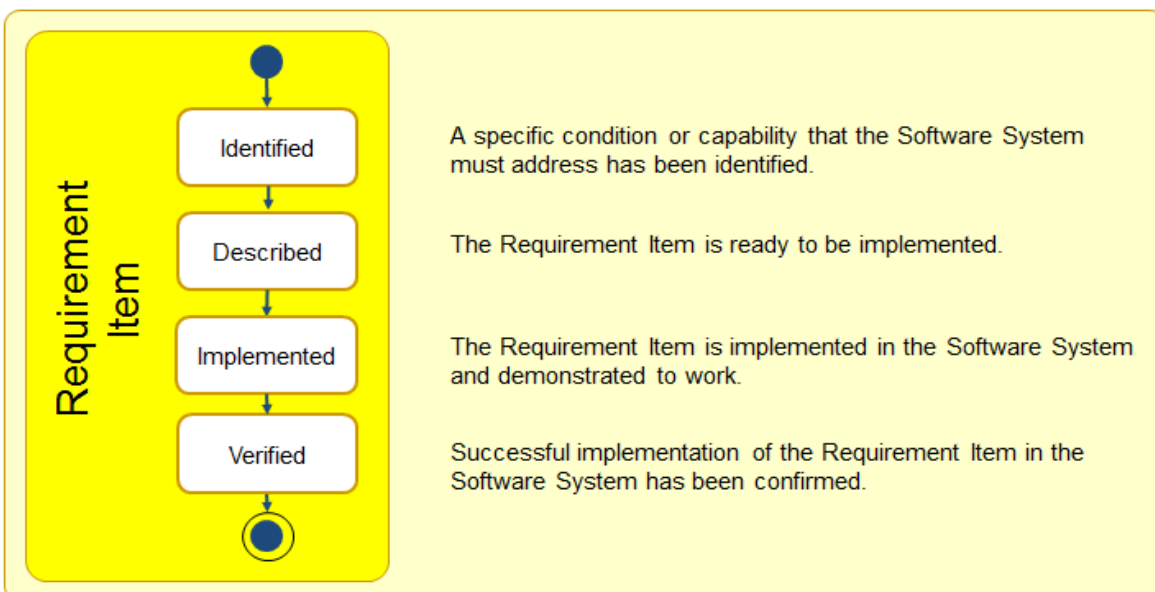 Requirement
Item
Identified
A specific condition or capability that the Software System
must address has been identified.
Described
The Requirement Item is ready to be implemented.
Implemented
The Requirement Item is implemented in the Software System
and demonstrated to work.
Verified
Successful implementation of the Requirement Item in the
Software System has been confirmed.